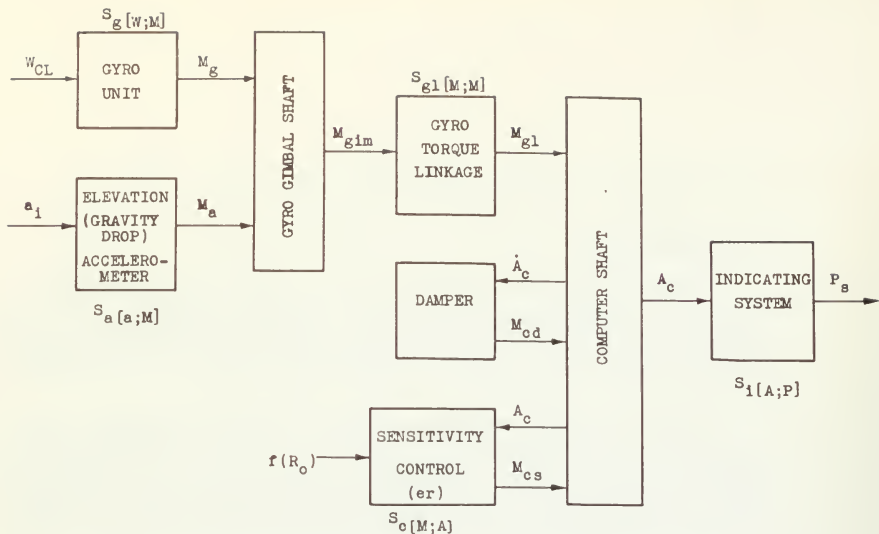 S_g[W;M]
W_CL
GYRO
UNIT
M_g
GYRO GIMBAL SHAFT
a_i
ELEVATION
(GRAVITY
DROP)
ACCELERO-
METER
M_a
S_a[a;M]
M_gim
S_gl[M;M]
GYRO
TORQUE
LINKAGE
M_gl
DAMPER
Ȧ_c
M_cd
f(R_o)
SENSITIVITY
CONTROL
(er)
A_c
M_cs
S_c[M;A]
COMPUTER SHAFT
A_c
INDICATING
SYSTEM
P_s
S_i[A;P]